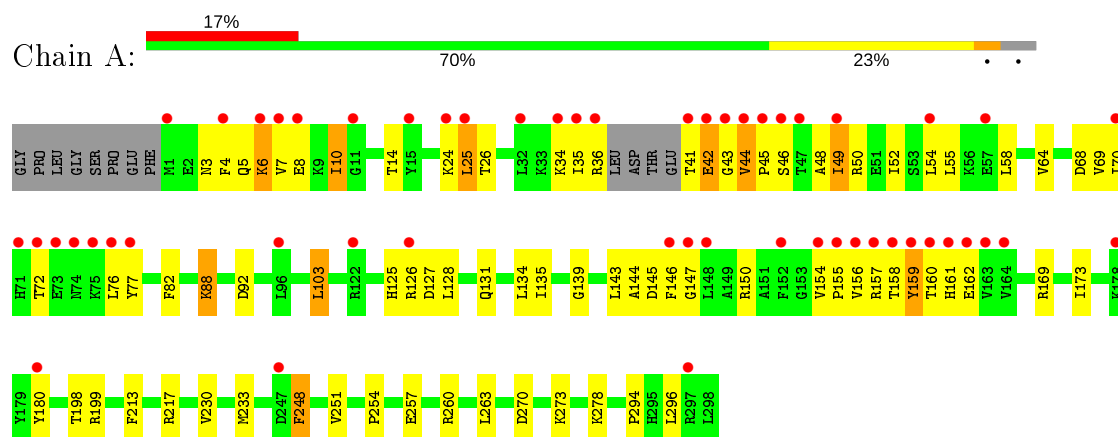 17%
Chain A:
70% 23% • •
GLY PRO LEU GLY SER PRO GLU PHE M1 E2 N3 F4 Q5 K6 V7 E8 K9 I10 G11 T14 Y15 K24 L25 T26 L32 K33 K34 I35 R36 LEU ASP THR GLU T41 E42 G43 V44 P45 S46 T47 A48 I49 R50 E51 I52 S53 L54 L55 K56 E57 L58 V64 D68 V69
H71 T72 E73 N74 K75 L76 Y77 F82 K88 D92 L96 L103 R122 H125 R126 D127 L128 Q131 L134 I135 G139 L143 A144 D145 F146 G147 L148 A149 R150 A151 F152 G153 V154 P155 V156 R157 T158 Y159 T160 H161 E162 V163 V164 R169 I173 K178
Y179 Y180 T198 R199 F213 R217 V230 M233 D247 F248 V251 P254 E257 R260 L263 D270 K273 K278 P294 H295 L296 R297 L298